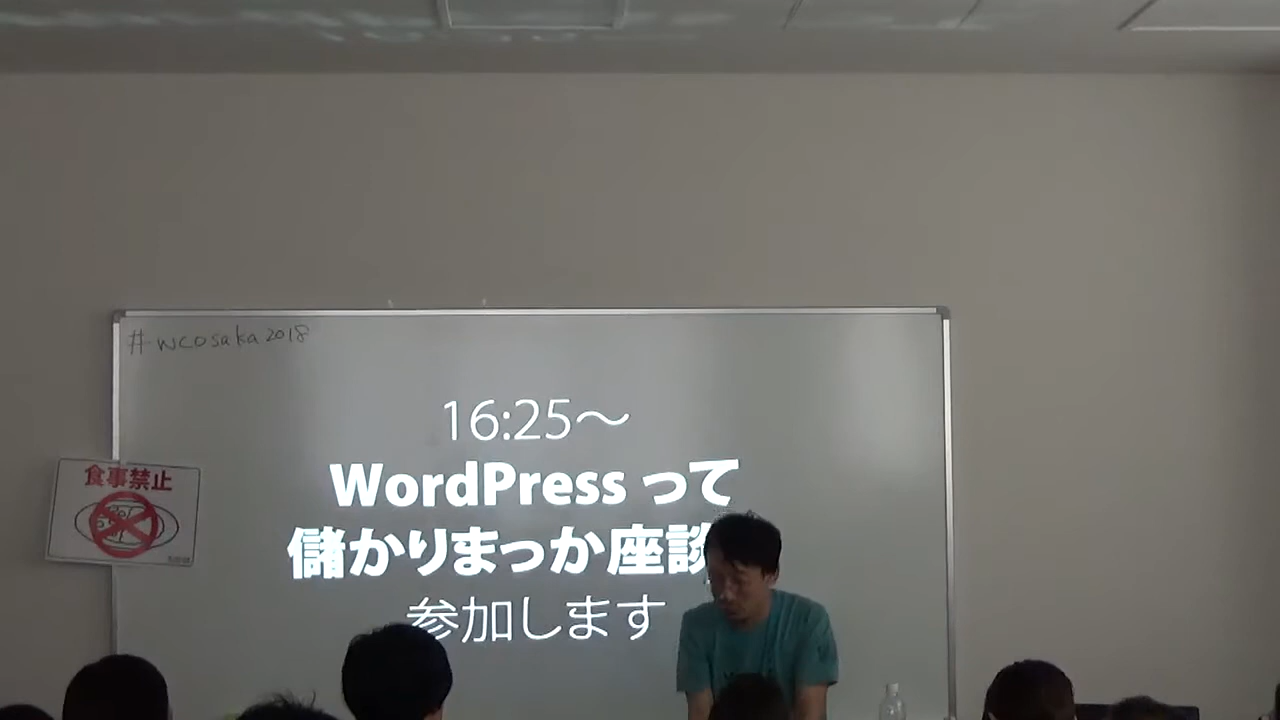 #wcosaka2018
16:25〜
WordPress って
儲かりまっか座談
参加します
食事禁止